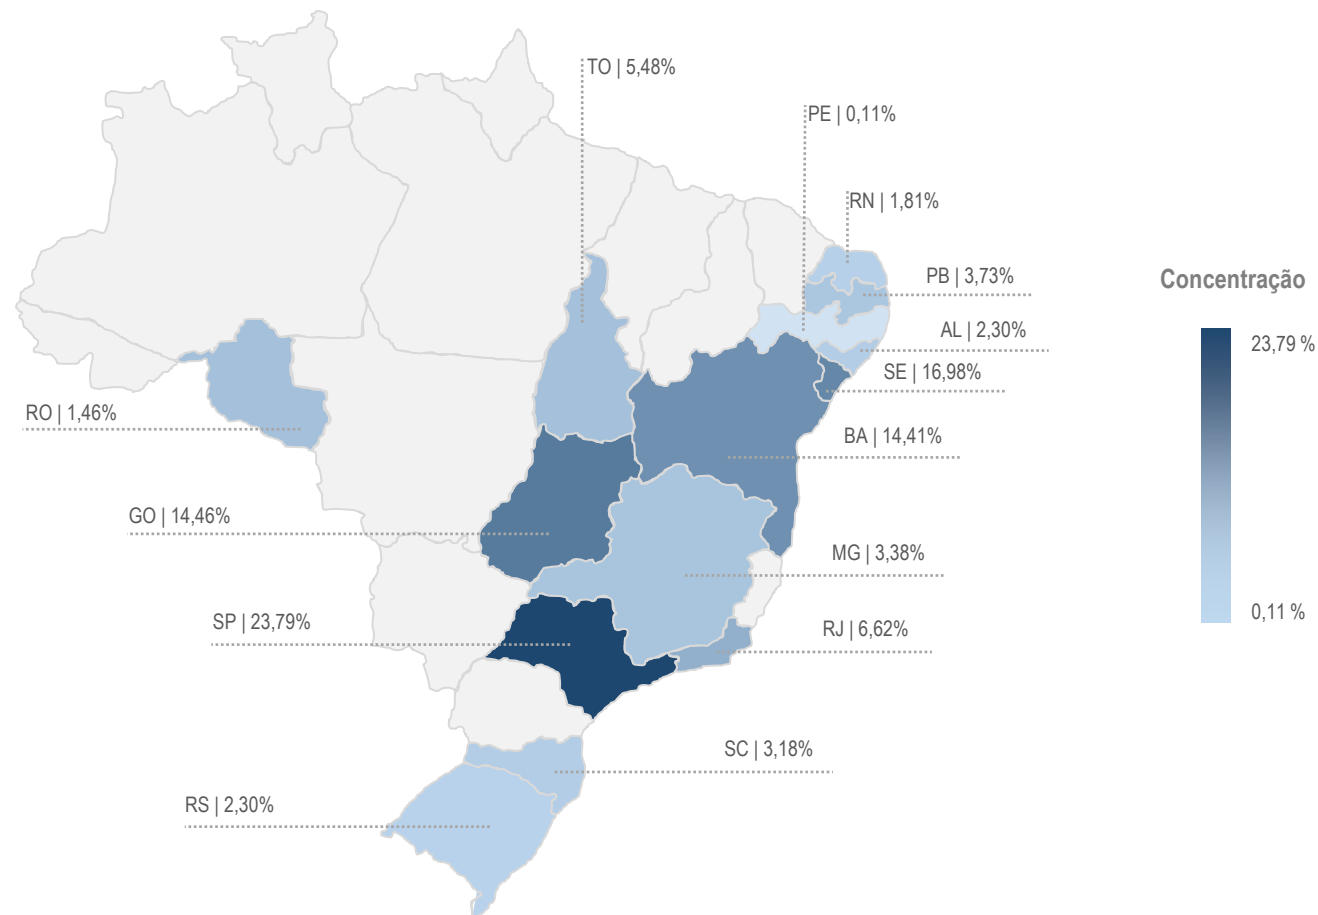 TO | 5,48%
PE | 0,11%
RN | 1,81%
PB | 3,73%
Concentração
AL | 2,30%
23,79 %
SE | 16,98%
RO | 1,46%
BA | 14,41%
GO | 14,46%
MG | 3,38%
0,11 %
SP | 23,79%
RJ | 6,62%
SC | 3,18%
RS | 2,30%